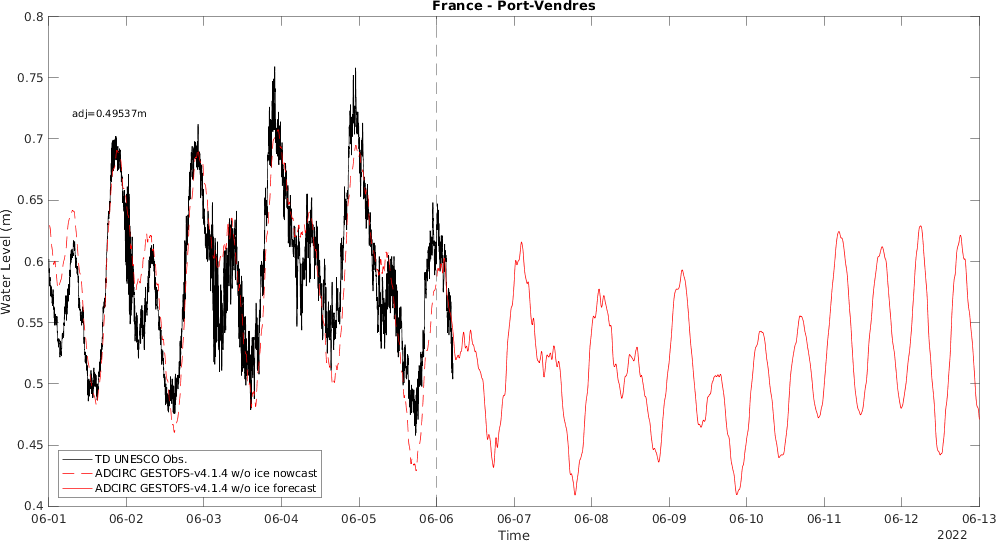 France - Port-Vendres
0.8
0.75
0.7
0.65
0.6
0.55
0.5
0.45
0.4
Water Level (m)
adj=0.49537m
TD UNESCO Obs.
ADCIRC GESTOFS-v4.1.4 w/o ice nowcast
ADCIRC GESTOFS-v4.1.4 w/o ice forecast
06-01 06-02 06-03 06-04 06-05 06-06 06-07 06-08 06-09 06-10 06-11 06-12 06-13
Time
2022